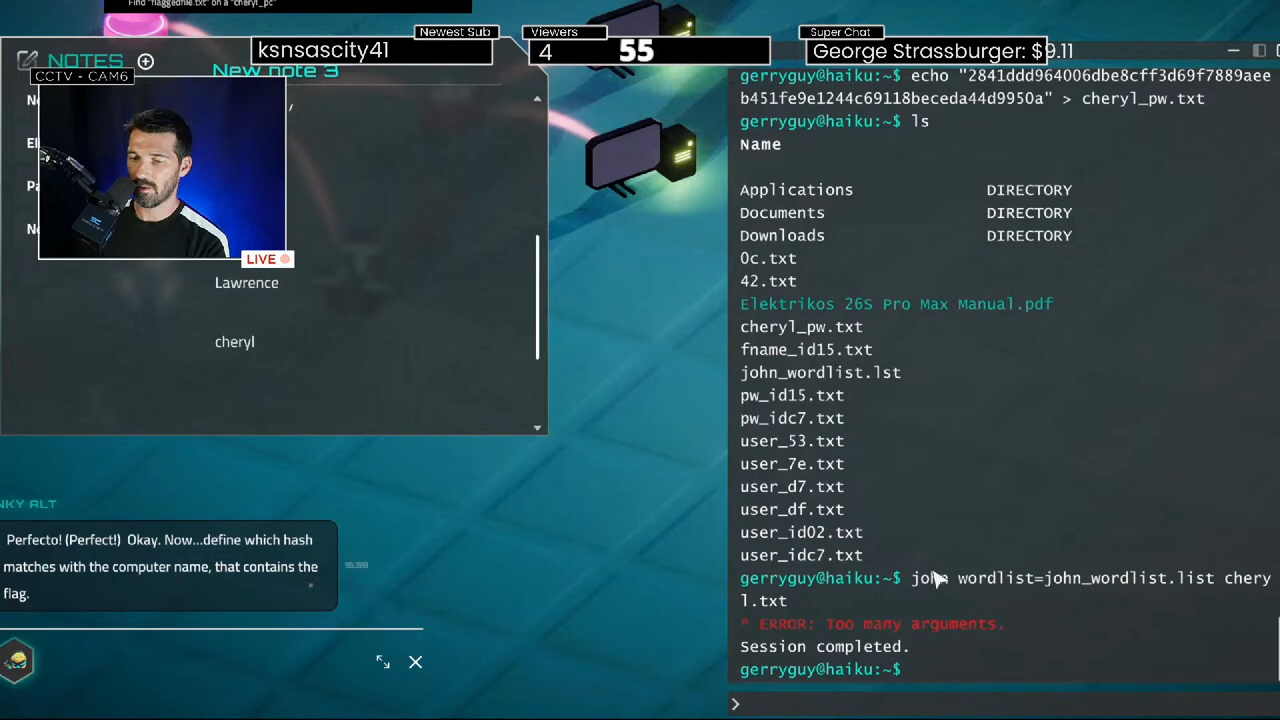 Find "flaggedfile.txt" on a "cheryl_pc"
Newest Sub
ksnsascity41
Viewers
4
55
Super Chat
George Strassburger: $9.11
NOTES
CCTV - CAM6
New note 3
LIVE
Lawrence
cheryl
NKY ALT
Perfecto! (Perfect!) Okay. Now...define which hash
matches with the computer name, that contains the
flag.
gerryguy@haiku:~$ echo "2841ddd964006dbe8cff3d69f7889aee
b451fe9e1244c69118beceda44d9950a" > cheryl_pw.txt
gerryguy@haiku:~$ ls
Name
Applications DIRECTORY
Documents DIRECTORY
Downloads DIRECTORY
0c.txt
42.txt
Elektrikos 26S Pro Max Manual.pdf
cheryl_pw.txt
fname_id15.txt
john_wordlist.lst
pw_id15.txt
pw_idc7.txt
user_53.txt
user_7e.txt
user_d7.txt
user_df.txt
user_id02.txt
user_idc7.txt
gerryguy@haiku:~$ john wordlist=john_wordlist.list chery
l.txt
* ERROR: Too many arguments.
Session completed.
gerryguy@haiku:~$
>